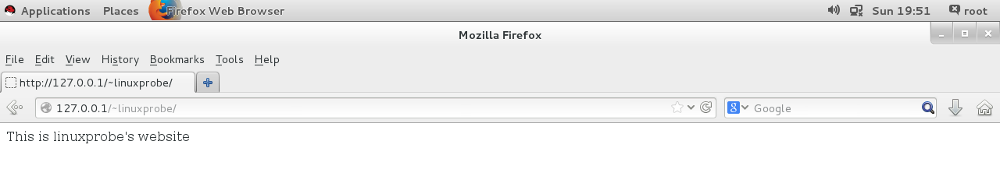 Applications Places Firefox Web Browser Sun 19:51 root
Mozilla Firefox
File Edit View History Bookmarks Tools Help
http://127.0.0.1/~linuxprobe/
127.0.0.1/~linuxprobe/ 8 Google
This is linuxprobe's website